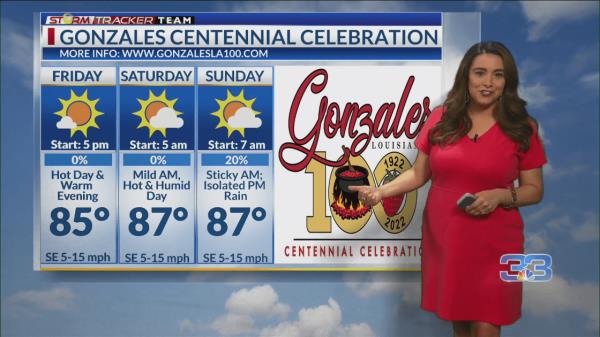 STORM TRACKER TEAM
GONZALES CENTENNIAL CELEBRATION
MORE INFO: WWW.GONZALESLA100.COM
FRIDAY
Start: 5 pm
0%
Hot Day &
Warm
Evening
85°
SE 5-15 mph
SATURDAY
Start: 5 am
0%
Mild AM,
Hot & Humid
Day
87°
SE 5-15 mph
SUNDAY
Start: 7 am
20%
Sticky AM;
Isolated PM
Rain
87°
SE 5-15 mph
Gonzales
LOUISIAN
100
1922
2022
CENTENNIAL CELEBRATION
33